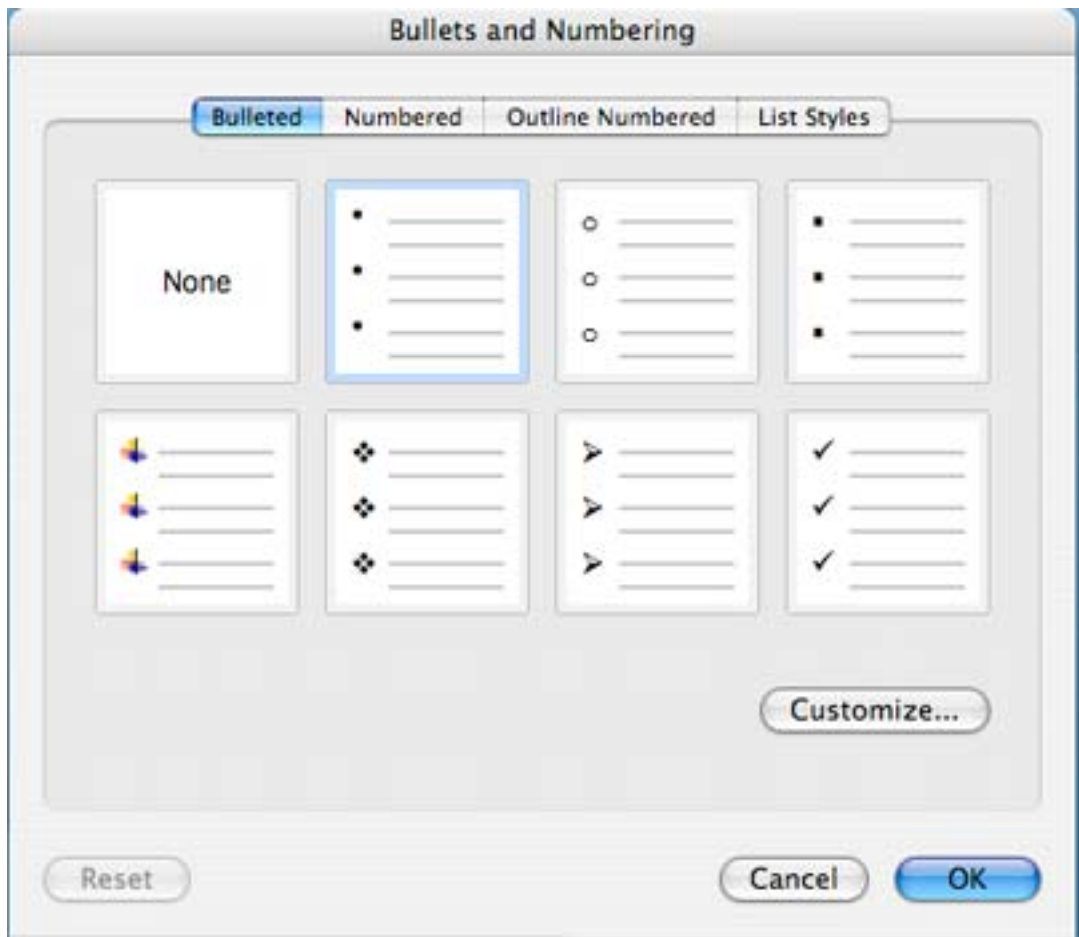 Bullets and Numbering
Bulleted Numbered Outline Numbered List Styles
None
Customize...
Reset Cancel OK